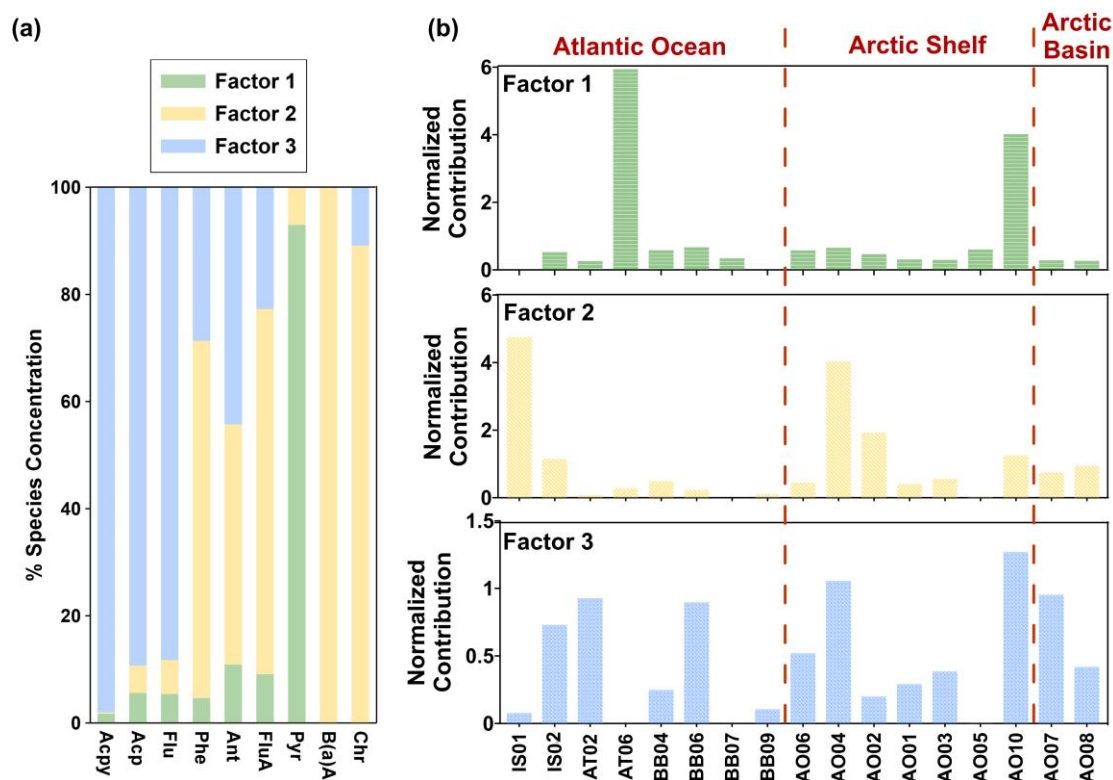 (a)
Factor 1
Factor 2
Factor 3
% Species Concentration
100
80
60
40
20
0
Acpy
Acp
Flu
Phe
Ant
FluA
Pyr
B(a)A
Chr
(b)
Atlantic Ocean
Arctic Shelf
Arctic
Basin
Factor 1
Normalized
Contribution
6
4
2
0
Factor 2
Normalized
Contribution
6
4
2
0
Factor 3
Normalized
Contribution
1.5
1
0.5
0
IS01
IS02
AT02
AT06
BB04
BB06
BB07
BB09
AO06
AO04
AO02
AO01
AO03
AO05
AO10
AO07
AO08